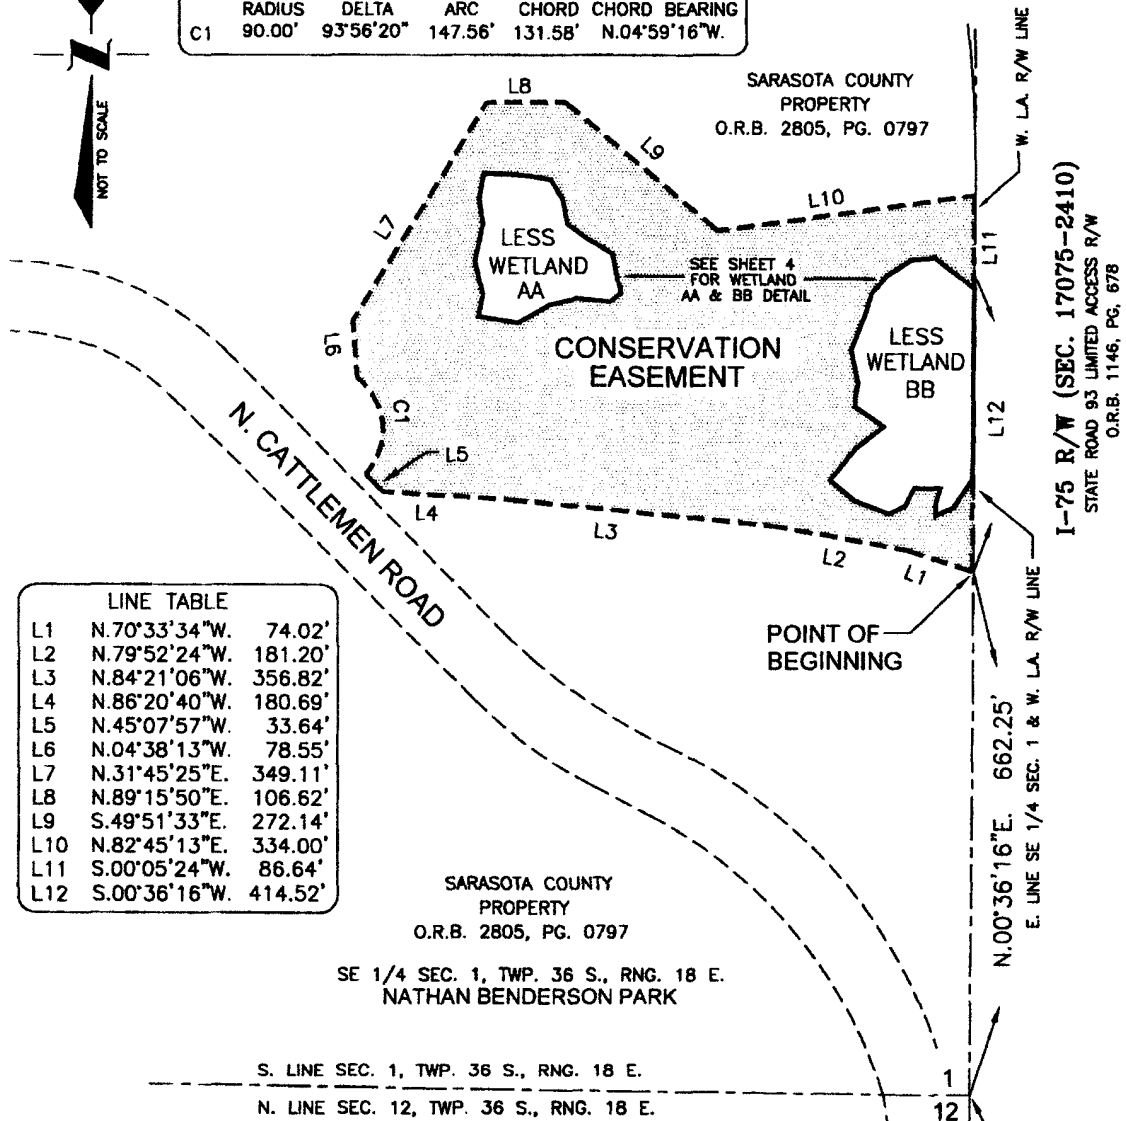 RADIUS DELTA ARC CHORD CHORD BEARING
C1 90.00' 93°56'20" 147.56' 131.58' N.04°59'16"W.
NOT TO SCALE
SARASOTA COUNTY
PROPERTY
O.R.B. 2805, PG. 0797
W. LA. R/W LINE
L8
L9
L10
L7
L11
LESS
WETLAND
AA
SEE SHEET 4
FOR WETLAND
AA & BB DETAIL
I-75 R/W (SEC. 17075-2410)
STATE ROAD 93 LIMITED ACCESS R/W
O.R.B. 1146, PG, 678
L6
CONSERVATION
EASEMENT
LESS
WETLAND
BB
L12
C1
L5
N. CATTLEMEN ROAD
L4
L3
L2
L1
POINT OF
BEGINNING
LINE TABLE
L1 N.70°33'34"W. 74.02'
L2 N.79°52'24"W. 181.20'
L3 N.84°21'06"W. 356.82'
L4 N.86°20'40"W. 180.69'
L5 N.45°07'57"W. 33.64'
L6 N.04°38'13"W. 78.55'
L7 N.31°45'25"E. 349.11'
L8 N.89°15'50"E. 106.62'
L9 S.49°51'33"E. 272.14'
L10 N.82°45'13"E. 334.00'
L11 S.00°05'24"W. 86.64'
L12 S.00°36'16"W. 414.52'
N.00°36'16"E. 662.25'
E. LINE SE 1/4 SEC. 1 & W. LA. R/W LINE
SARASOTA COUNTY
PROPERTY
O.R.B. 2805, PG. 0797
SE 1/4 SEC. 1, TWP. 36 S., RNG. 18 E.
NATHAN BENDERSON PARK
S. LINE SEC. 1, TWP. 36 S., RNG. 18 E.
1
N. LINE SEC. 12, TWP. 36 S., RNG. 18 E.
12